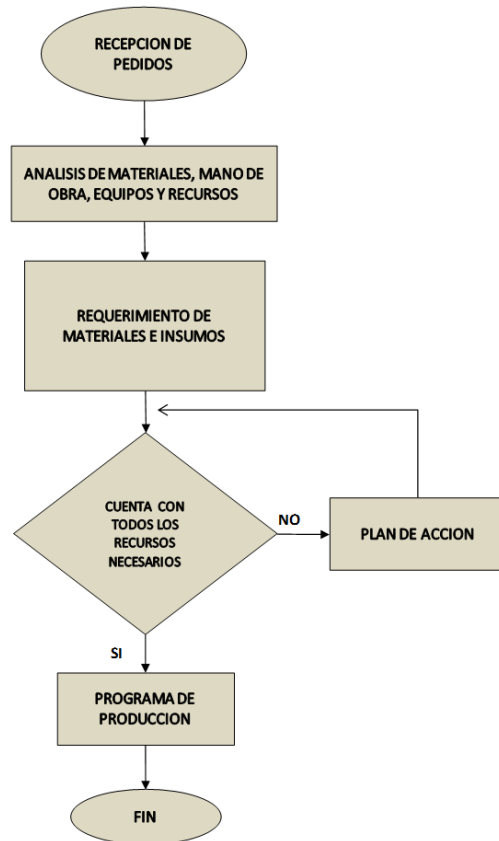 RECEPCION DE
PEDIDOS
ANALISIS DE MATERIALES, MANO DE
OBRA, EQUIPOS Y RECURSOS
REQUERIMIENTO DE
MATERIALES E INSUMOS
CUENTA CON
TODOS LOS
RECURSOS
NECESARIOS
NO
PLAN DE ACCION
SI
PROGRAMA DE
PRODUCCION
FIN